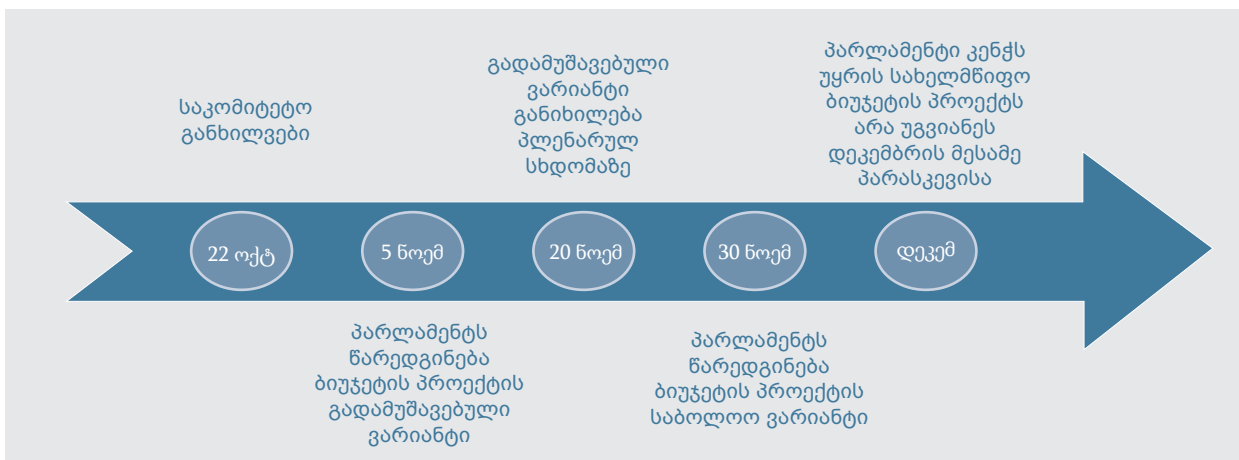 საკომიტეტო
განხილვები
გადამუშავებული
ვარიანტი
განიხილება
პლენარულ
სხდომაზე
პარლამენტი კენჭს
უყრის სახელმწიფო
ბიუჯეტის პროექტს
არა უგვიანეს
დეკემბრის მესამე
პარასკევისა
22 ოქტ
5 ნოემ
20 ნოემ
30 ნოემ
დეკემ
პარლამენტს
წარედგინება
ბიუჯეტის პროექტის
გადამუშავებული
ვარიანტი
პარლამენტს
წარედგინება
ბიუჯეტის პროექტის
საბოლოო ვარიანტი